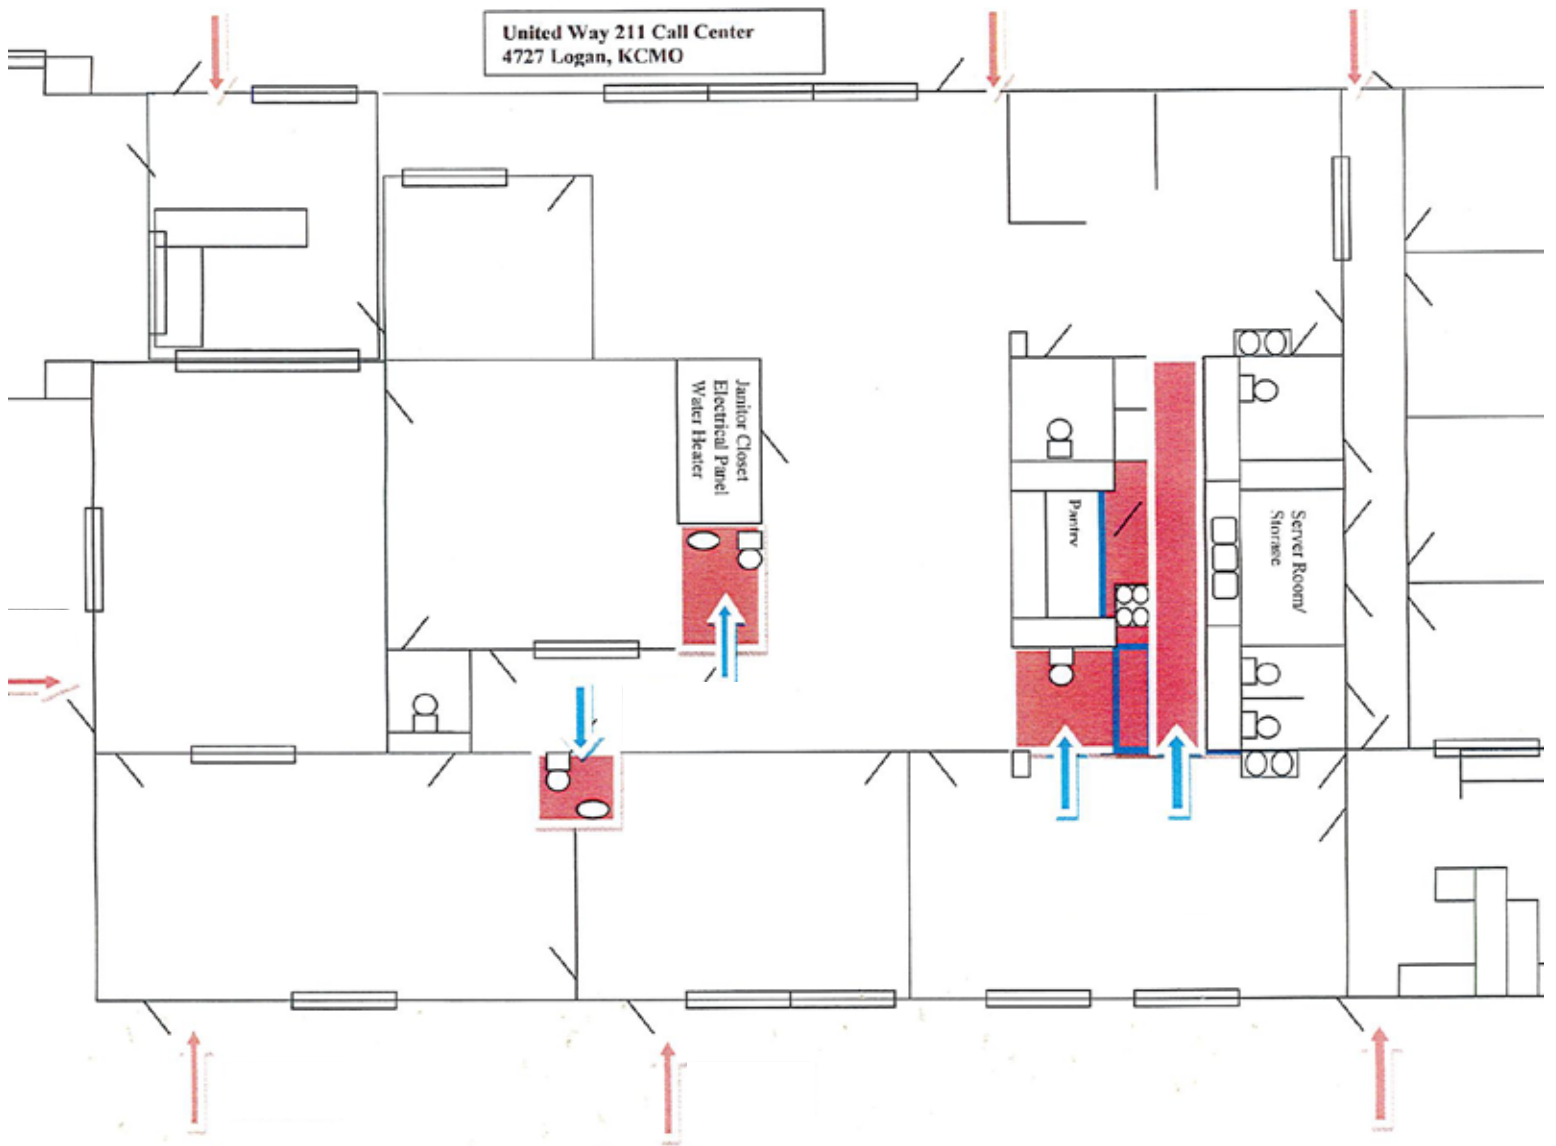 United Way 211 Call Center
4727 Logan, KCMO
Janitor Closet
Electrical Panel
Water Heater
Pantry
Server Room/
Storage